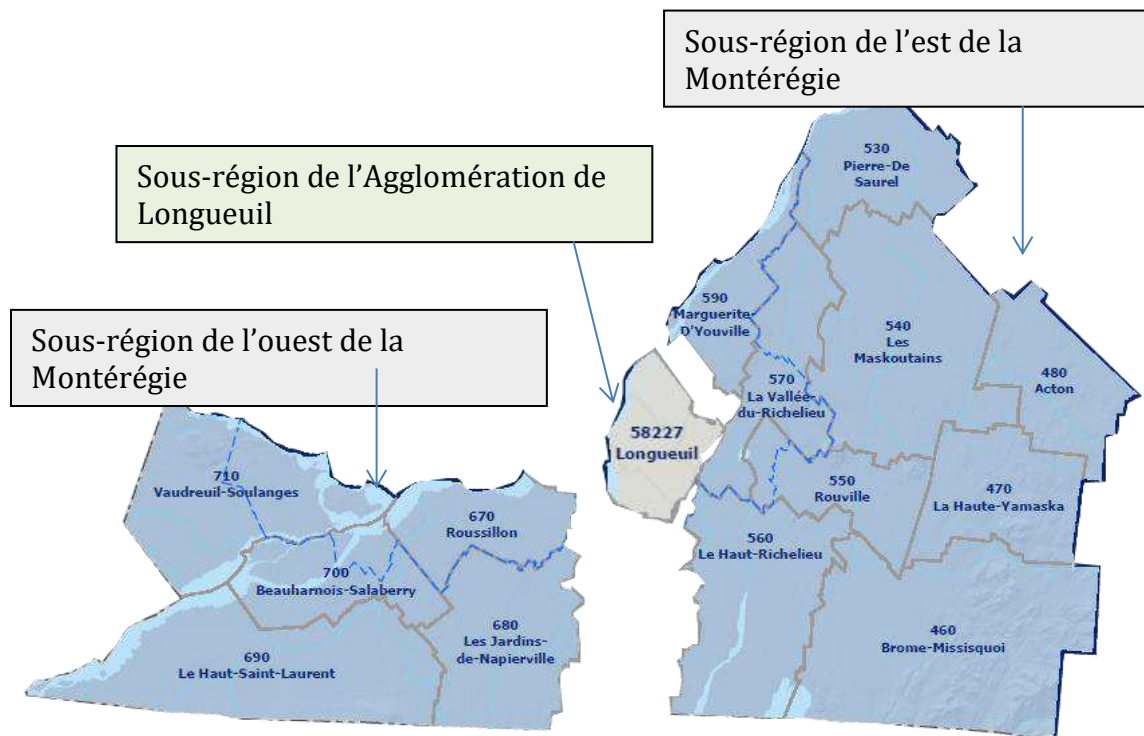 Sous-région de l’est de la
Montérégie
Sous-région de l’Agglomération de
Longueuil
Sous-région de l’ouest de la
Montérégie
530
Pierre-De
Saurel
590
Marguerite-
D'Youville
540
Les
Maskoutains
480
Acton
570
La Vallée-
du-Richelieu
58227
Longueuil
550
Rouville
470
La Haute-Yamaska
560
Le Haut-Richelieu
460
Brome-Missisquoi
710
Vaudreuil-Soulanges
670
Roussillon
700
Beauharnois-Salaberry
680
Les Jardins-
de-Napierville
690
Le Haut-Saint-Laurent